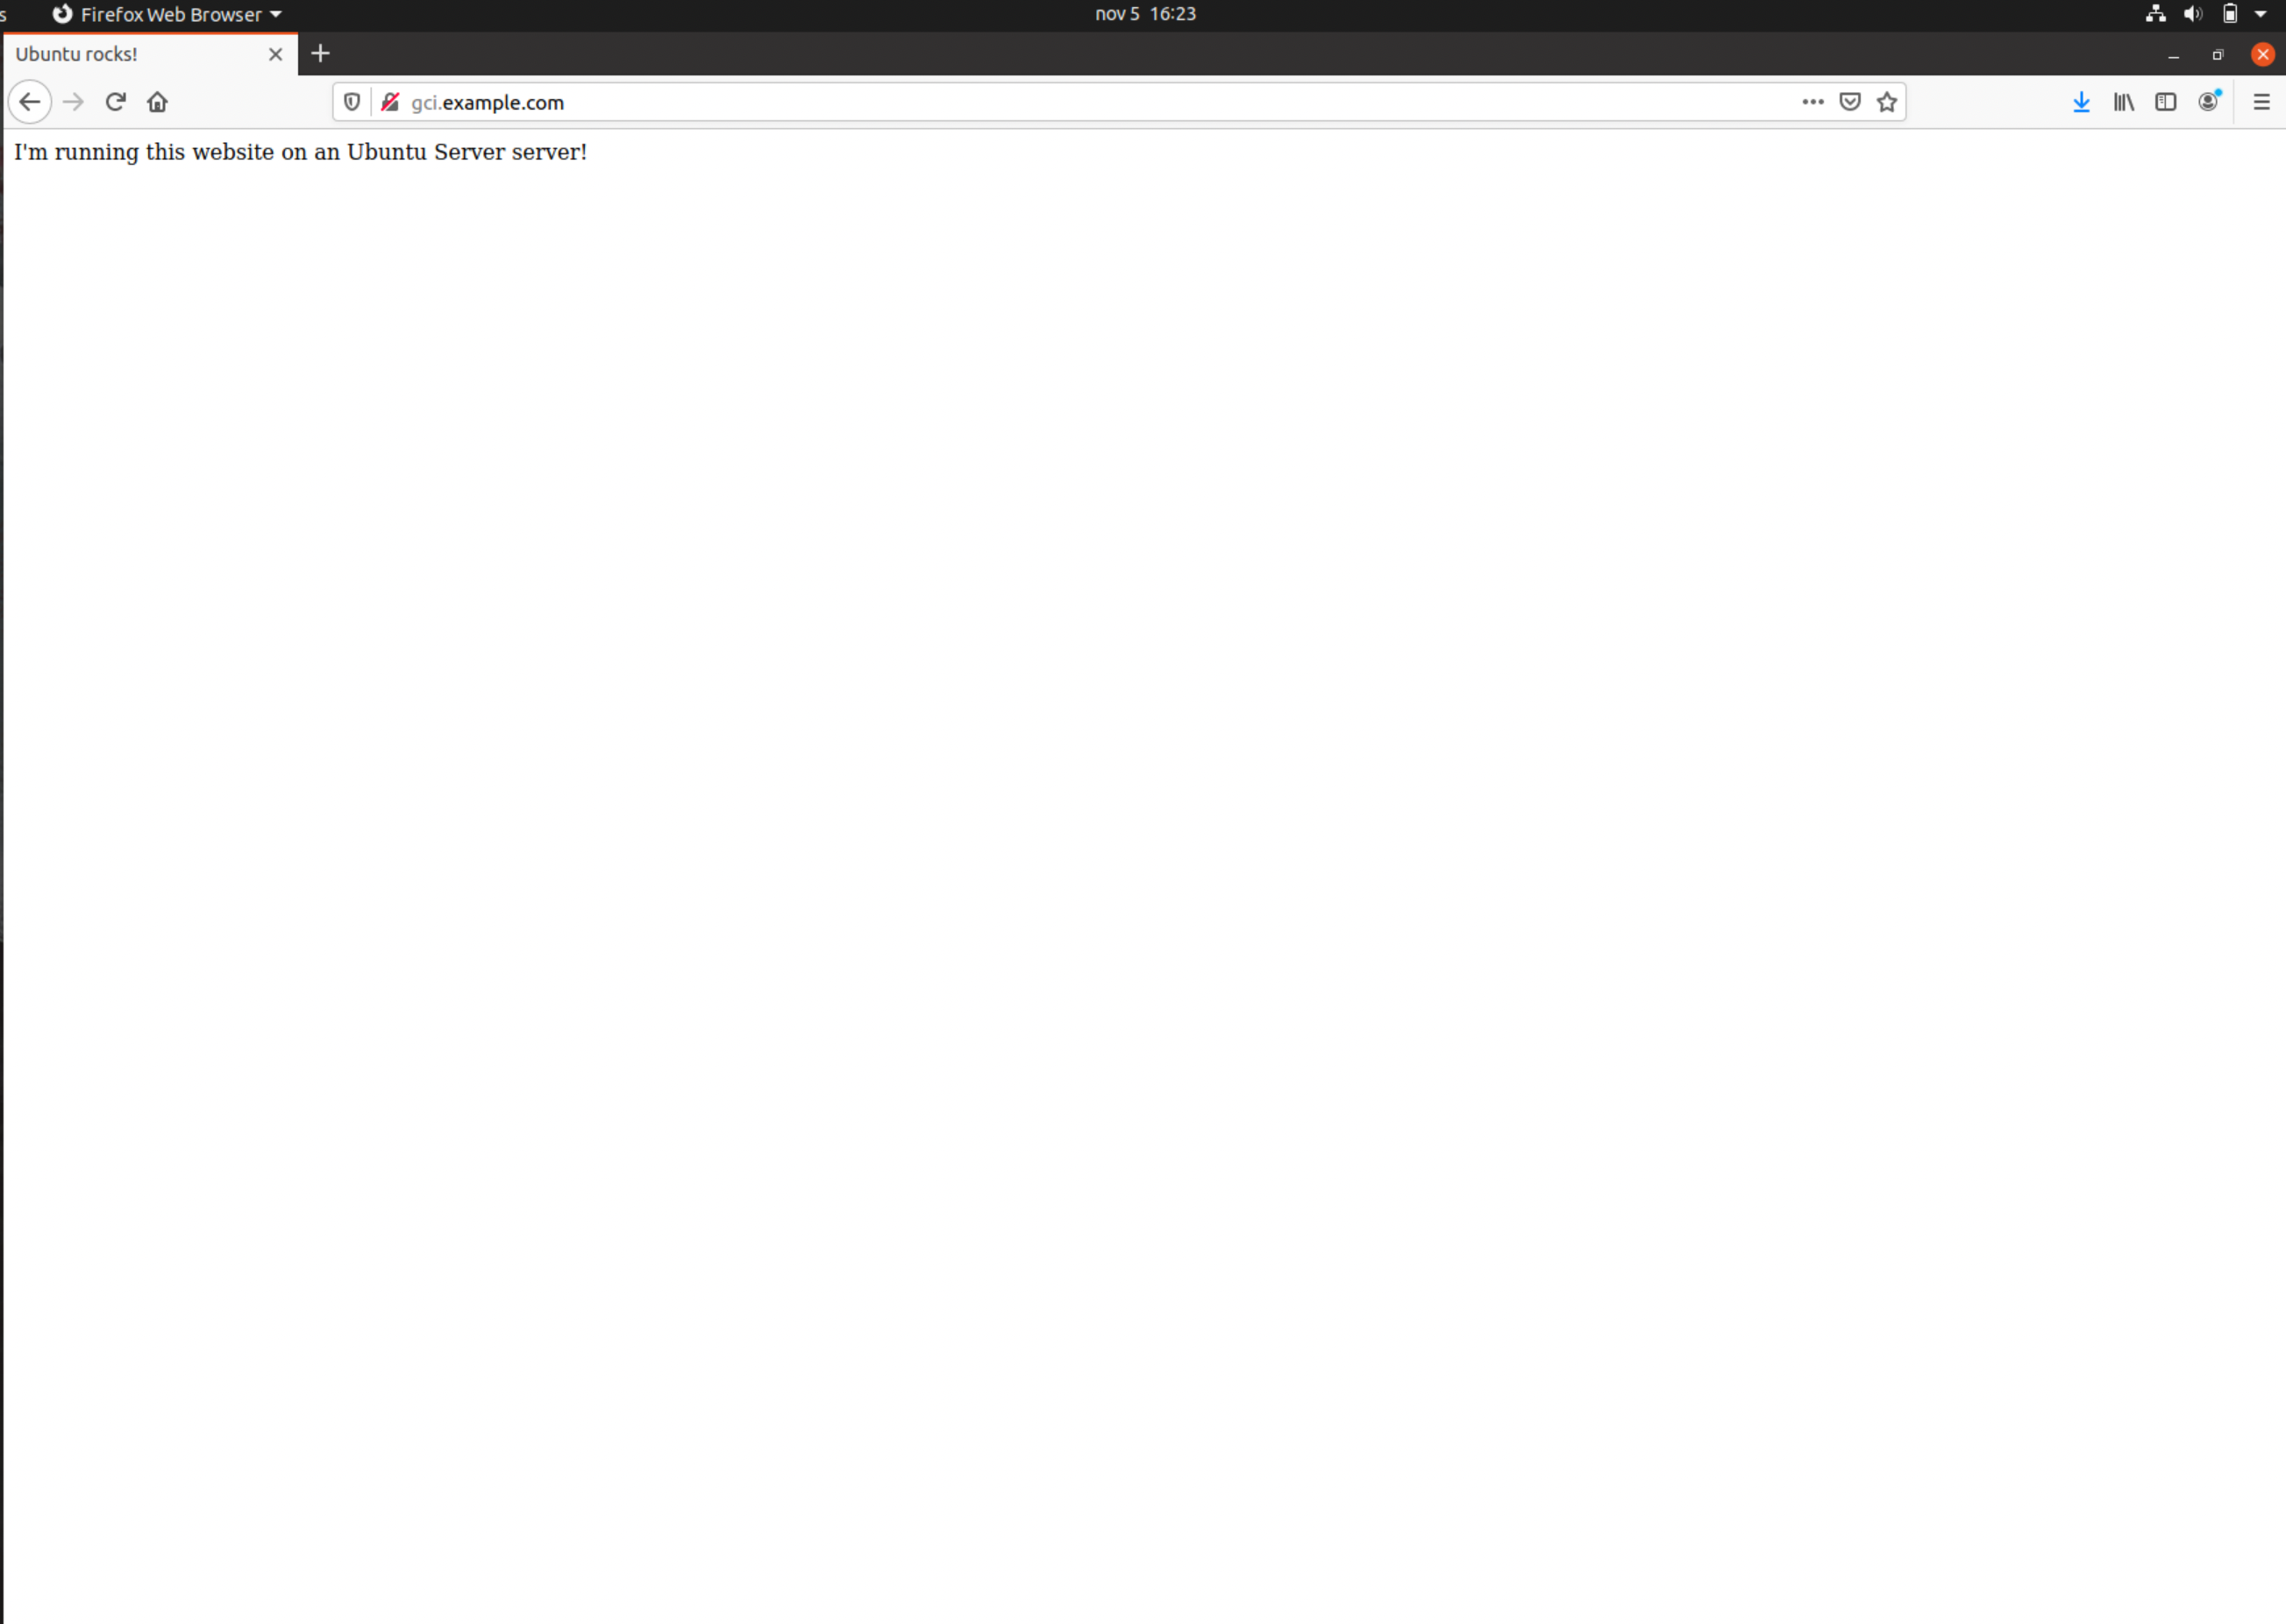 s Firefox Web Browser nov 5 16:23
Ubuntu rocks!
gci.example.com
I'm running this website on an Ubuntu Server server!